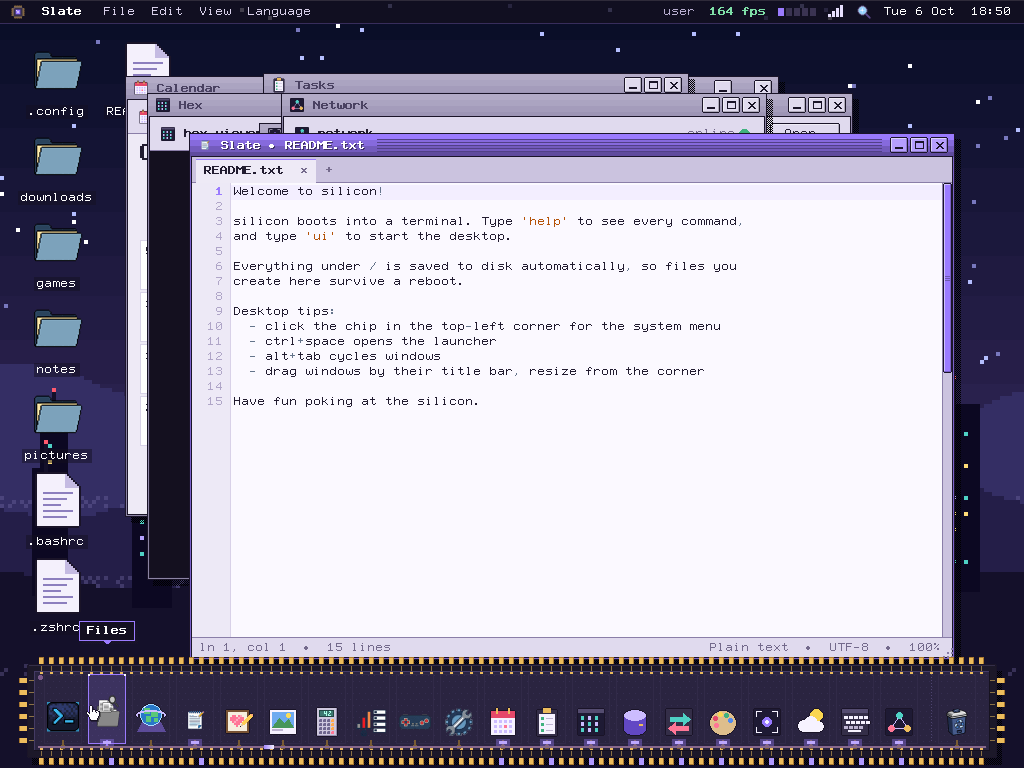 Slate File Edit View Language user 164 fps Tue 6 Oct 18:50
.config
downloads
games
notes
pictures
.bashrc
.zshrc
Calendar
Tasks
Hex
Network
network
online
Slate • README.txt
README.txt × +
1 Welcome to silicon!
2
3 silicon boots into a terminal. Type 'help' to see every command,
4 and type 'ui' to start the desktop.
5
6 Everything under / is saved to disk automatically, so files you
7 create here survive a reboot.
8
9 Desktop tips:
10 - click the chip in the top-left corner for the system menu
11 - ctrl+space opens the launcher
12 - alt+tab cycles windows
13 - drag windows by their title bar, resize from the corner
14
15 Have fun poking at the silicon.
ln 1, col 1 • 15 lines Plain text • UTF-8 • 100%
Files